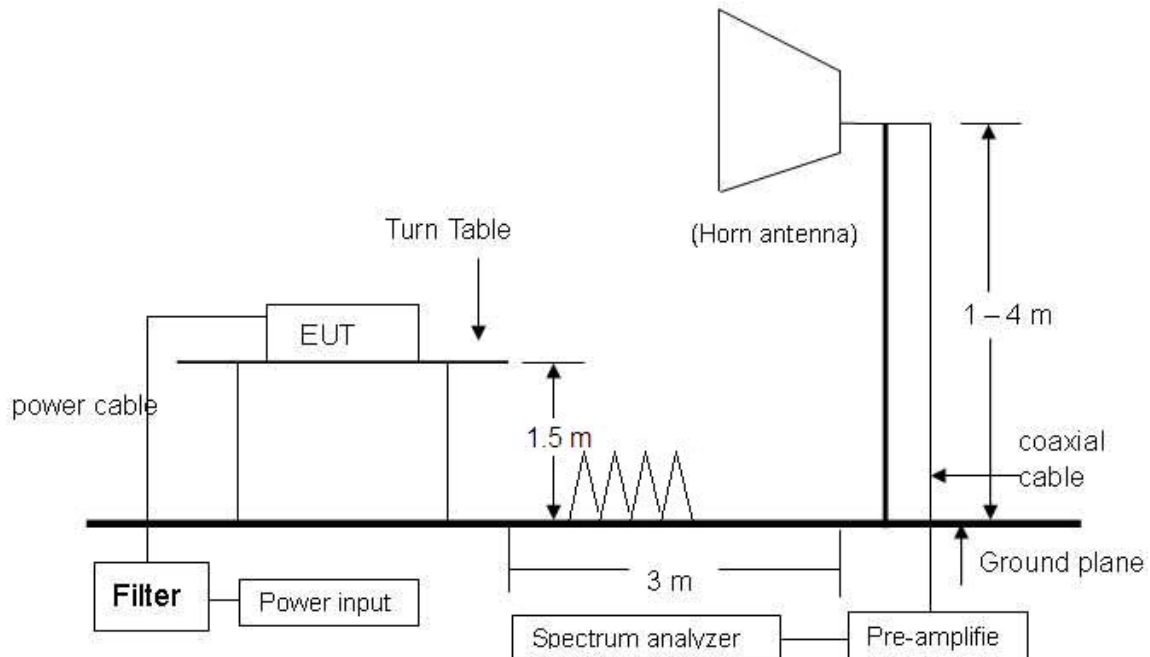 (Horn antenna)
Turn Table
1 – 4 m
EUT
power cable
1.5 m
coaxial
cable
Ground plane
3 m
Filter
Power input
Spectrum analyzer
Pre-amplifie